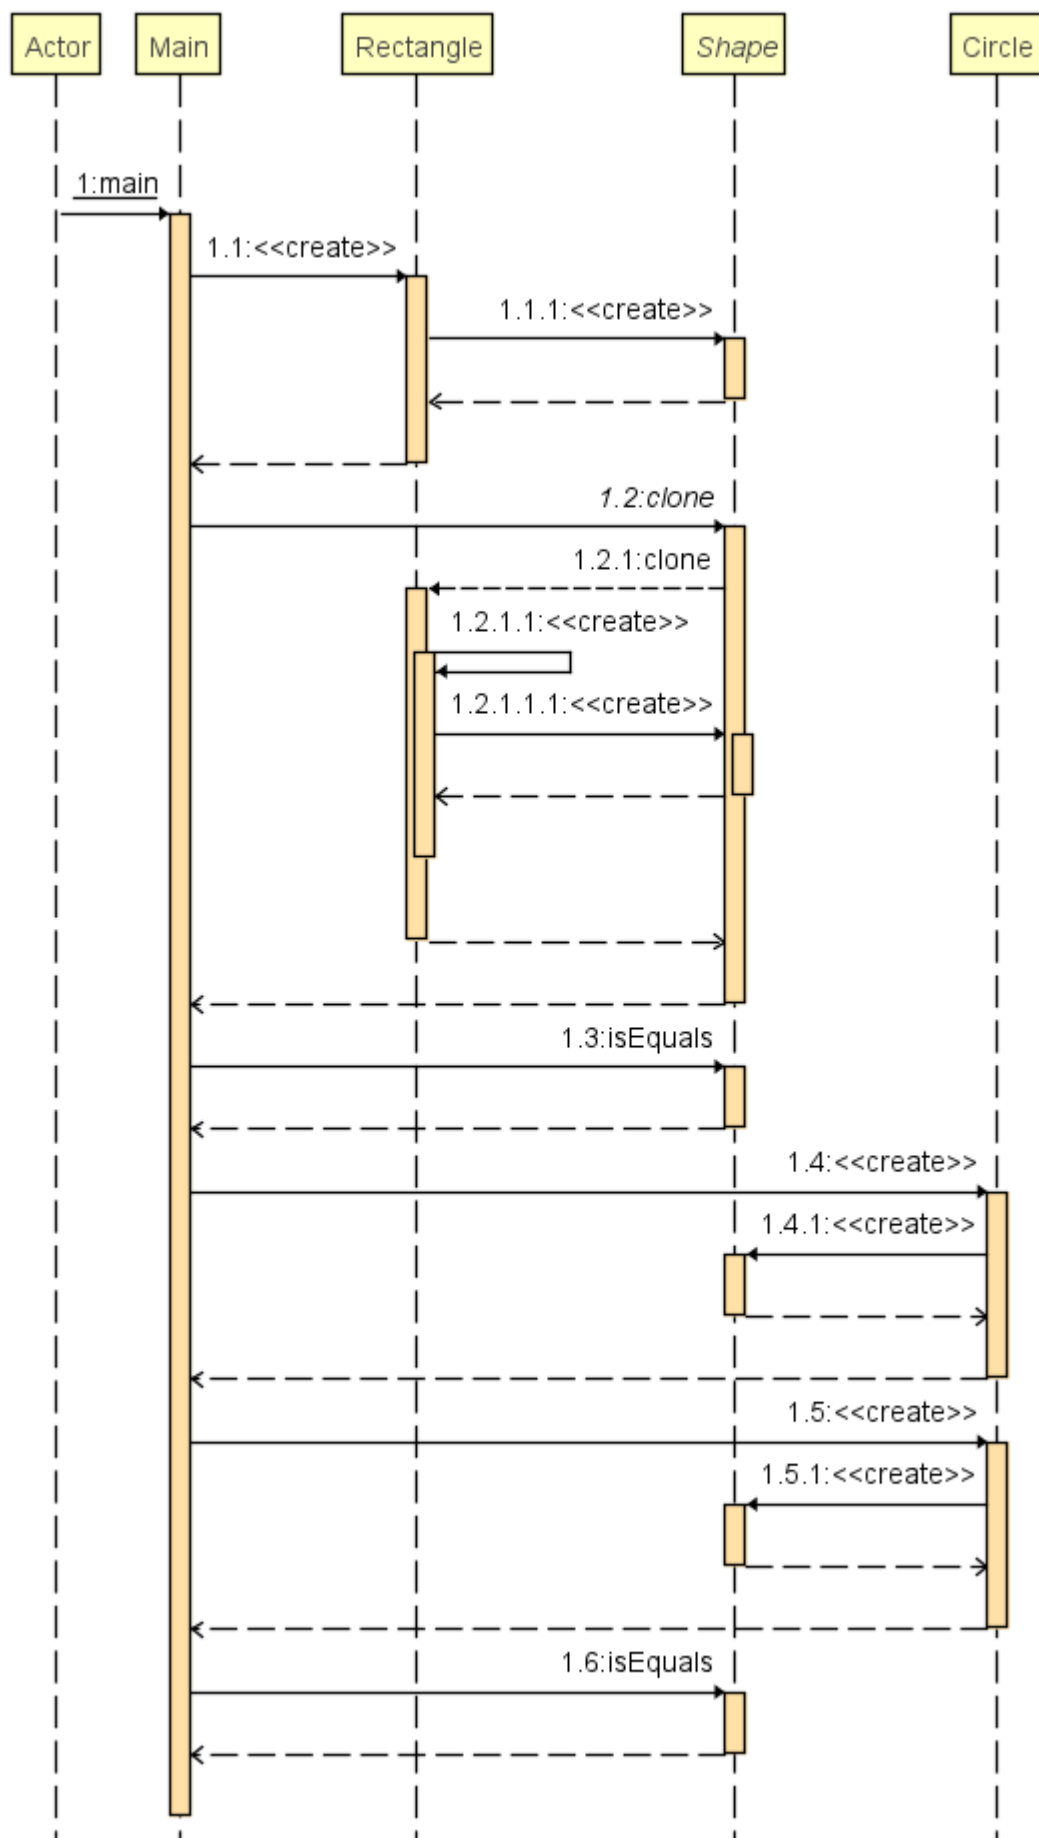 Actor
Main
Rectangle
Shape
Circle
1:main
1.1:<<create>>
1.1.1:<<create>>
1.2:clone
1.2.1:clone
1.2.1.1:<<create>>
1.2.1.1.1:<<create>>
1.3:isEquals
1.4:<<create>>
1.4.1:<<create>>
1.5:<<create>>
1.5.1:<<create>>
1.6:isEquals